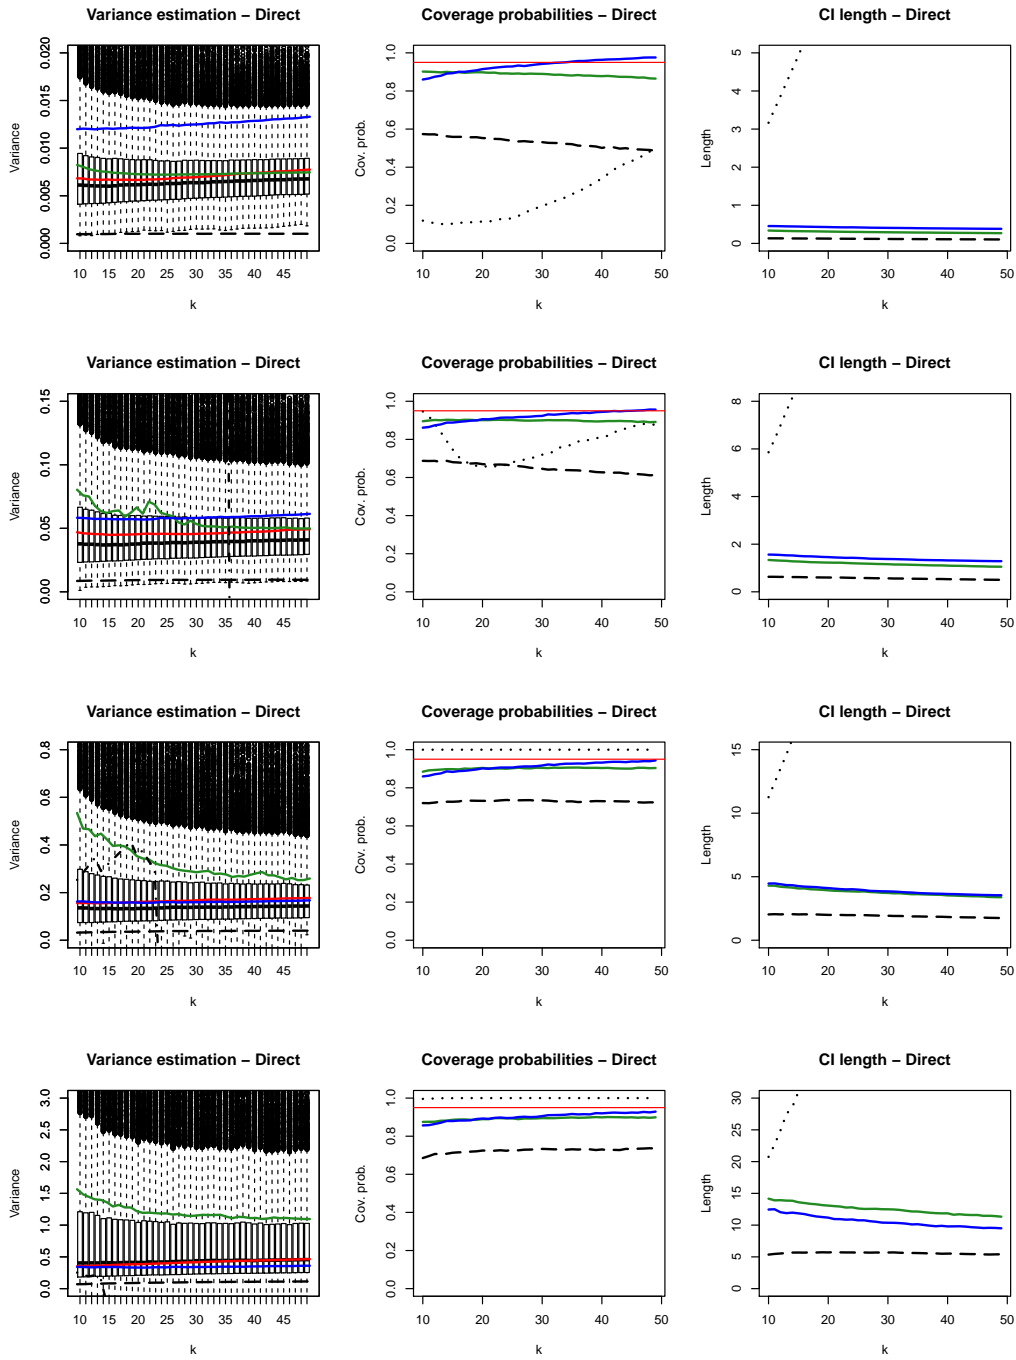 Variance estimation – Direct
Coverage probabilities – Direct
CI length – Direct
Variance
0.000 0.005 0.010 0.015 0.020
10 15 20 25 30 35 40 45
k
Cov. prob.
0.0 0.2 0.4 0.6 0.8 1.0
10 20 30 40 50
k
Length
0 1 2 3 4 5
10 20 30 40 50
k
Variance estimation – Direct
Coverage probabilities – Direct
CI length – Direct
Variance
0.00 0.05 0.10 0.15
10 15 20 25 30 35 40 45
k
Cov. prob.
0.0 0.2 0.4 0.6 0.8 1.0
10 20 30 40 50
k
Length
0 2 4 6 8
10 20 30 40 50
k
Variance estimation – Direct
Coverage probabilities – Direct
CI length – Direct
Variance
0.0 0.2 0.4 0.6 0.8
10 15 20 25 30 35 40 45
k
Cov. prob.
0.0 0.2 0.4 0.6 0.8 1.0
10 20 30 40 50
k
Length
0 5 10 15
10 20 30 40 50
k
Variance estimation – Direct
Coverage probabilities – Direct
CI length – Direct
Variance
0.0 0.5 1.0 1.5 2.0 2.5 3.0
10 15 20 25 30 35 40 45
k
Cov. prob.
0.0 0.2 0.4 0.6 0.8 1.0
10 20 30 40 50
k
Length
0 5 10 15 20 25 30
10 20 30 40 50
k